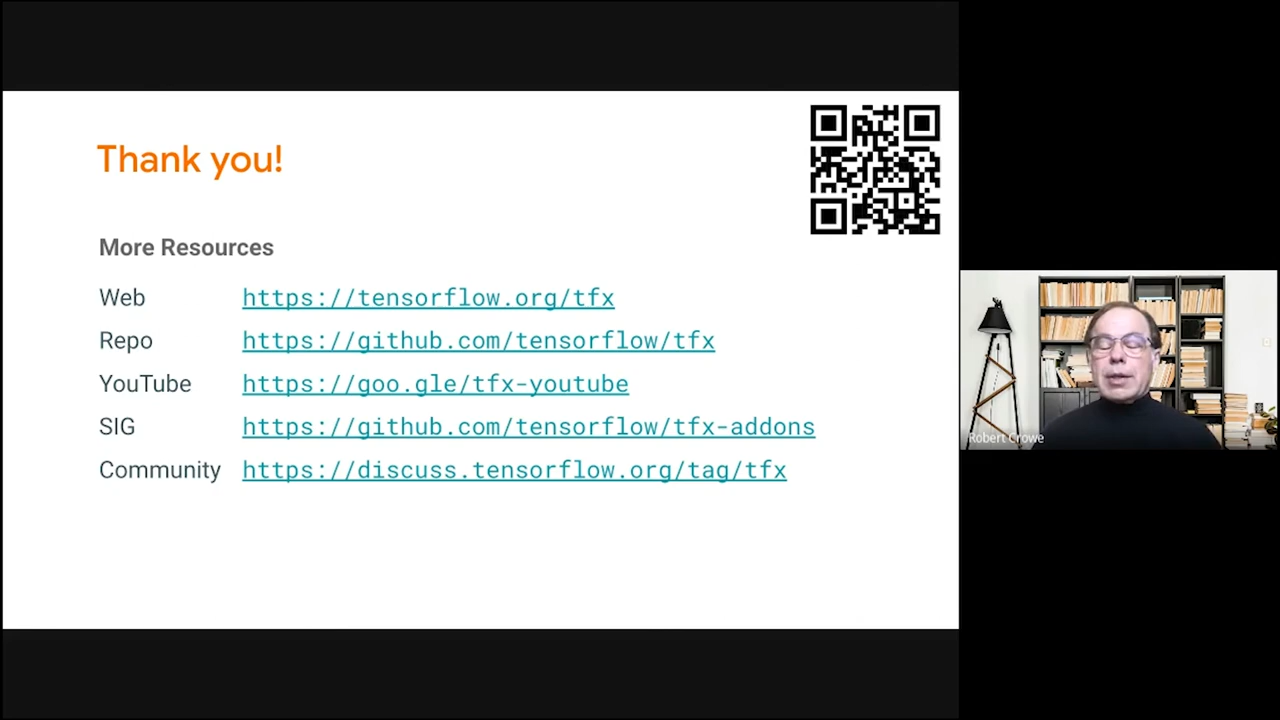 Thank you!
More Resources
Web https://tensorflow.org/tfx
Repo https://github.com/tensorflow/tfx
YouTube https://goo.gle/tfx-youtube
SIG https://github.com/tensorflow/tfx-addons
Community https://discuss.tensorflow.org/tag/tfx
Robert Crowe